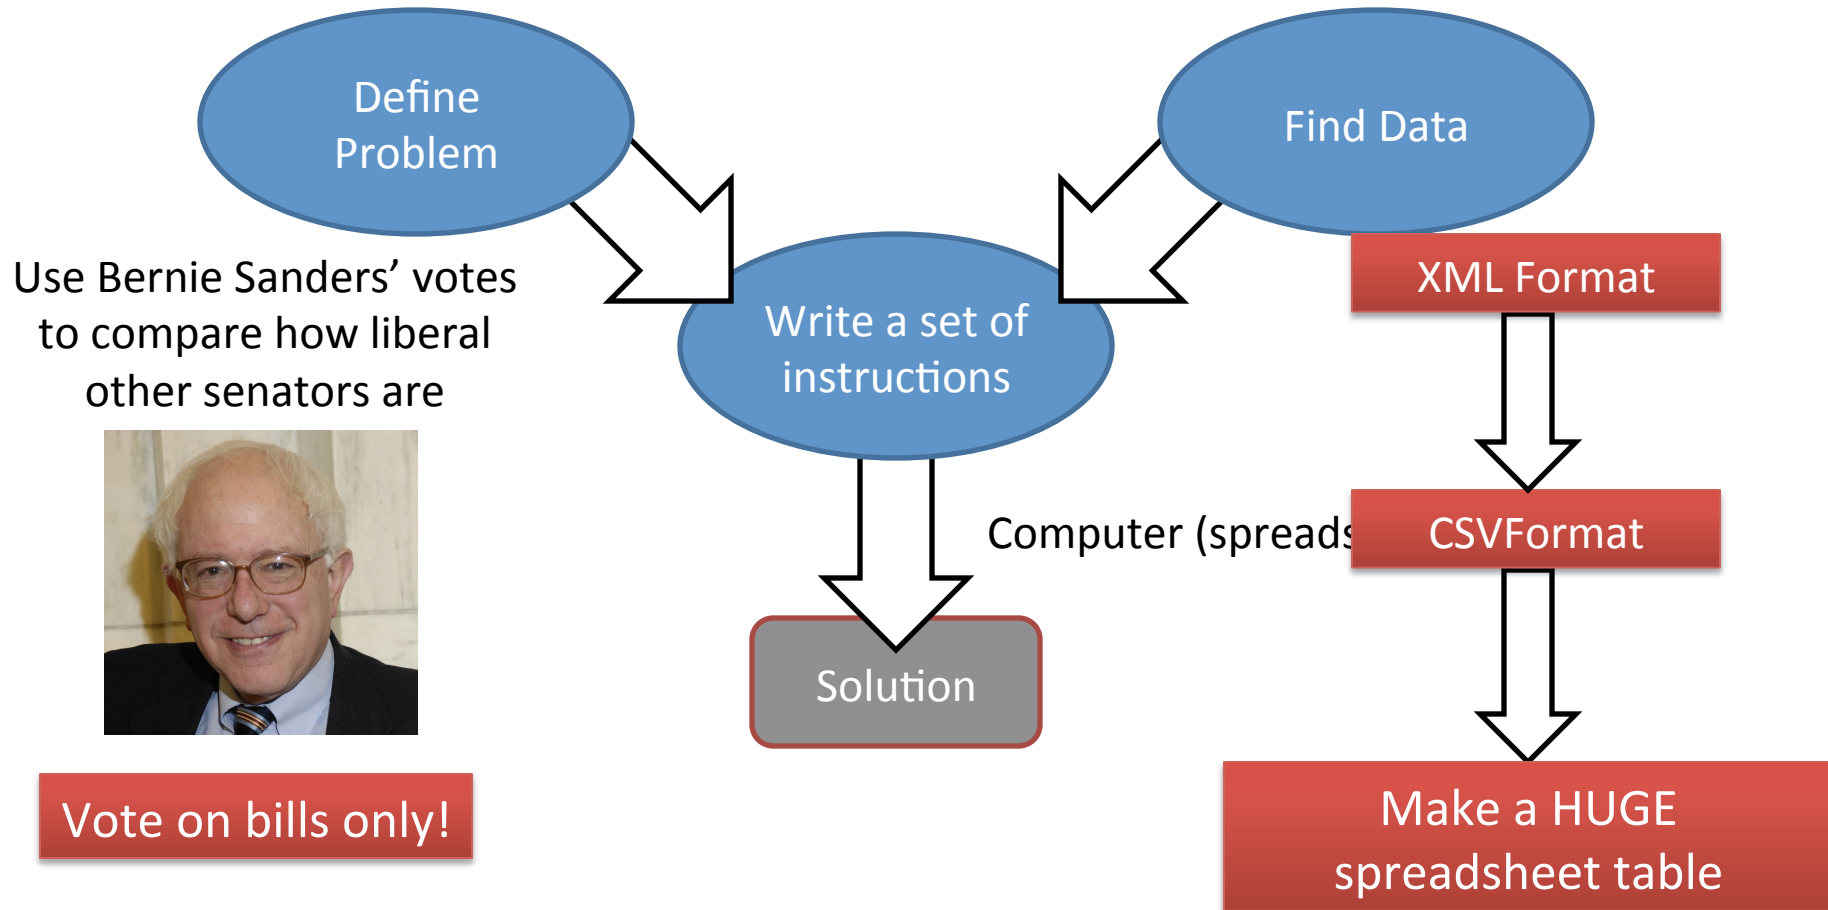 Define
Problem
Find Data
Use Bernie Sanders’ votes
to compare how liberal
other senators are
Write a set of
instructions
XML Format
Computer
CSVFormat
Solution
Vote on bills only!
Make a HUGE
spreadsheet table